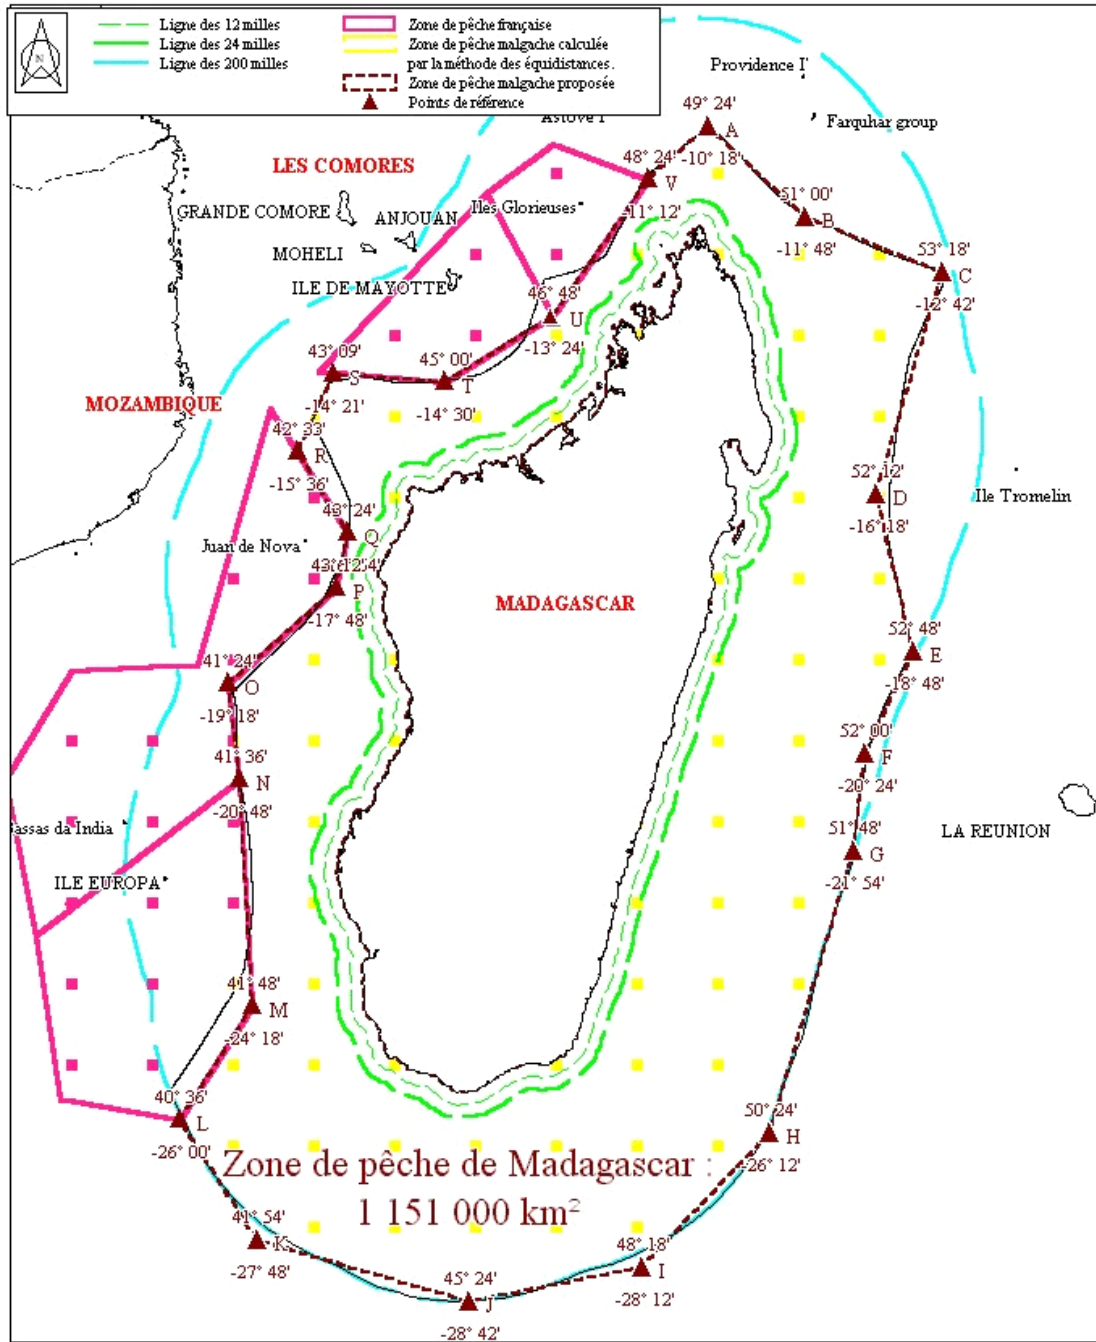 N
Ligne des 12 milles
Ligne des 24 milles
Ligne des 200 milles
Zone de pêche française
Zone de pêche malgache calculée
par la méthode des équidistances.
Zone de pêche malgache proposée
Points de référence
Providence I
Astove I
Farquhar group
49° 24'
A
-10° 18'
LES COMORES
48° 24'
V
-11° 12'
51° 00'
B
-11° 48'
GRANDE COMORE
ANJOUAN
Iles Glorieuses
MOHELI
53° 18'
C
-12° 42'
ILE DE MAYOTTE
46° 48'
U
-13° 24'
43° 09'
S
-14° 21'
45° 00'
T
-14° 30'
MOZAMBIQUE
42° 33'
R
-15° 36'
52° 12'
D
-16° 18'
Ile Tromelin
43° 24'
Q
Juan de Nova
P
-17° 48'
MADAGASCAR
52° 48'
E
-18° 48'
41° 24'
O
-19° 18'
52° 00'
F
-20° 24'
41° 36'
N
-20° 48'
Bassas da India
51° 48'
G
-21° 54'
LA REUNION
ILE EUROPA
41° 48'
M
-24° 18'
40° 36'
L
-26° 00'
50° 24'
H
-26° 12'
Zone de pêche de Madagascar :
1 151 000 km²
41° 54'
K
-27° 48'
48° 18'
I
-28° 12'
45° 24'
J
-28° 42'